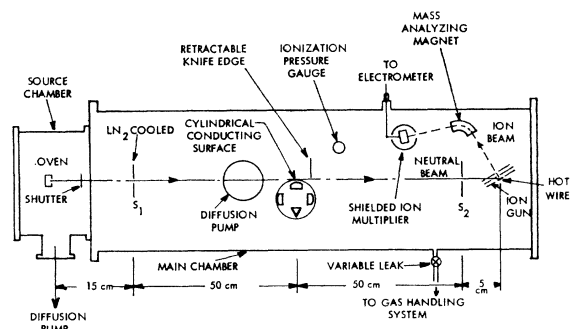 MASS
ANALYZING
MAGNET
RETRACTABLE
KNIFE EDGE
IONIZATION
PRESSURE
GAUGE
TO
ELECTROMETER
SOURCE
CHAMBER
LN2 COOLED
CYLINDRICAL
CONDUCTING
SURFACE
ION
BEAM
OVEN
SHUTTER
NEUTRAL
BEAM
HOT
WIRE
S1
DIFFUSION
PUMP
SHIELDED ION
MULTIPLIER
S2
ION
GUN
MAIN CHAMBER
VARIABLE LEAK
15 cm
50 cm
50 cm
5
cm
DIFFUSION
PUMP
TO GAS HANDLING
SYSTEM